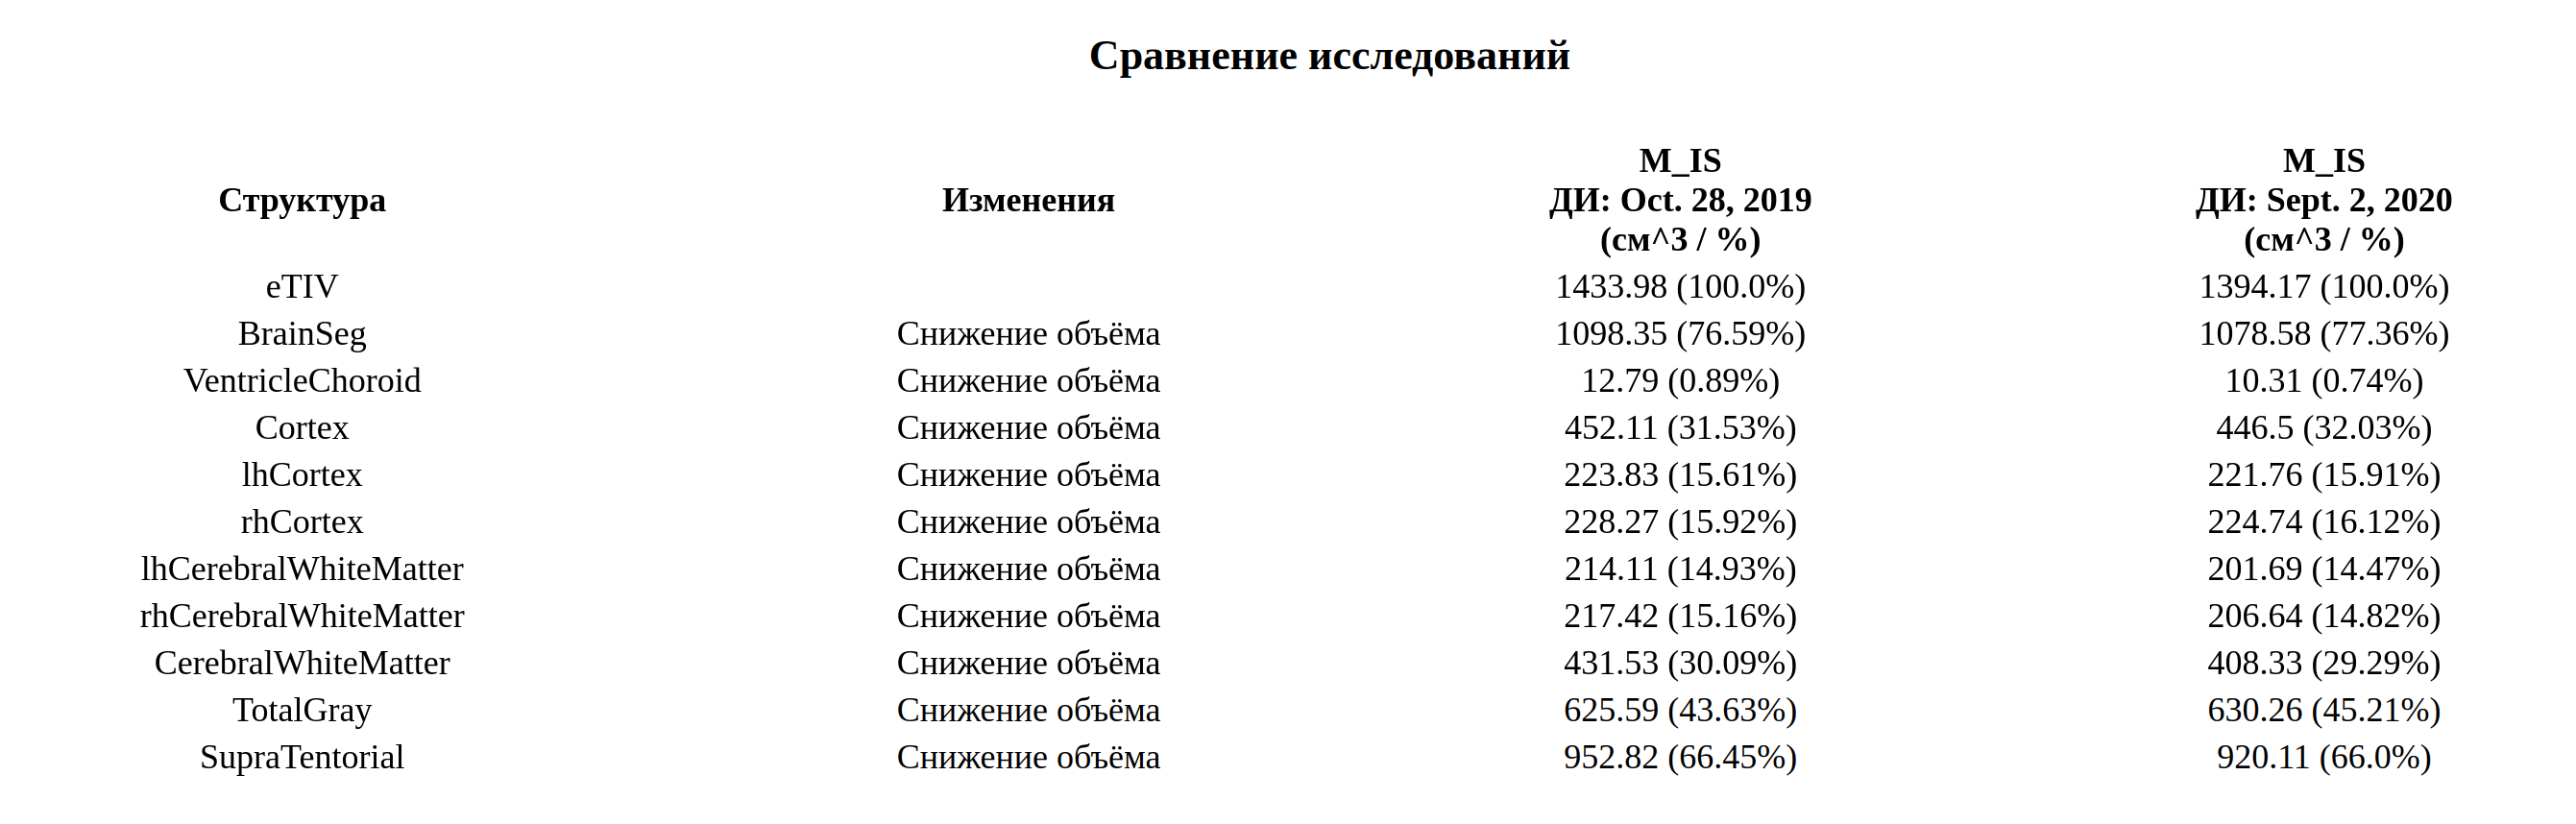 Сравнение исследований
Структура Изменения M_IS ДИ: Oct. 28, 2019 (см^3 / %) M_IS ДИ: Sept. 2, 2020 (см^3 / %)
eTIV 1433.98 (100.0%) 1394.17 (100.0%)
BrainSeg Снижение объёма 1098.35 (76.59%) 1078.58 (77.36%)
VentricleChoroid Снижение объёма 12.79 (0.89%) 10.31 (0.74%)
Cortex Снижение объёма 452.11 (31.53%) 446.5 (32.03%)
lhCortex Снижение объёма 223.83 (15.61%) 221.76 (15.91%)
rhCortex Снижение объёма 228.27 (15.92%) 224.74 (16.12%)
lhCerebralWhiteMatter Снижение объёма 214.11 (14.93%) 201.69 (14.47%)
rhCerebralWhiteMatter Снижение объёма 217.42 (15.16%) 206.64 (14.82%)
CerebralWhiteMatter Снижение объёма 431.53 (30.09%) 408.33 (29.29%)
TotalGray Снижение объёма 625.59 (43.63%) 630.26 (45.21%)
SupraTentorial Снижение объёма 952.82 (66.45%) 920.11 (66.0%)